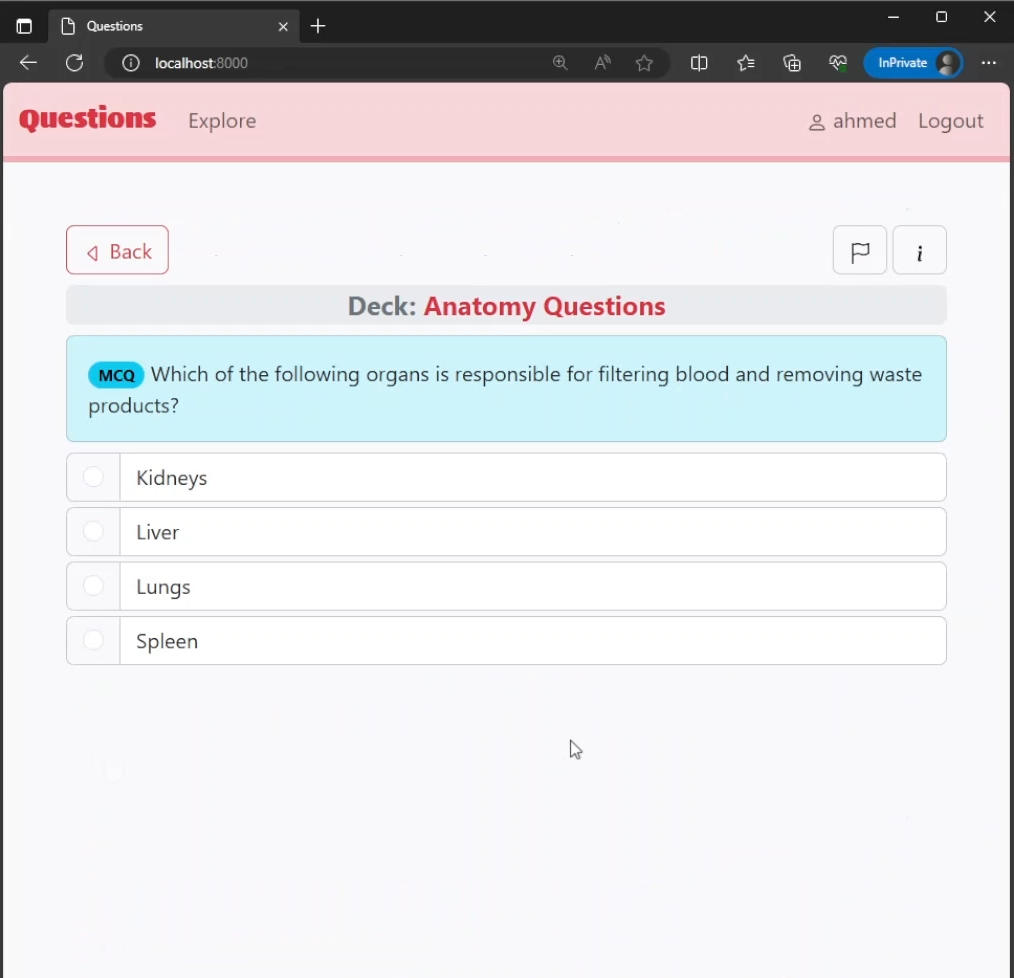 Questions
localhost:8000
InPrivate
Questions Explore ahmed Logout
Back
i
Deck: Anatomy Questions
MCQ Which of the following organs is responsible for filtering blood and removing waste
products?
Kidneys
Liver
Lungs
Spleen